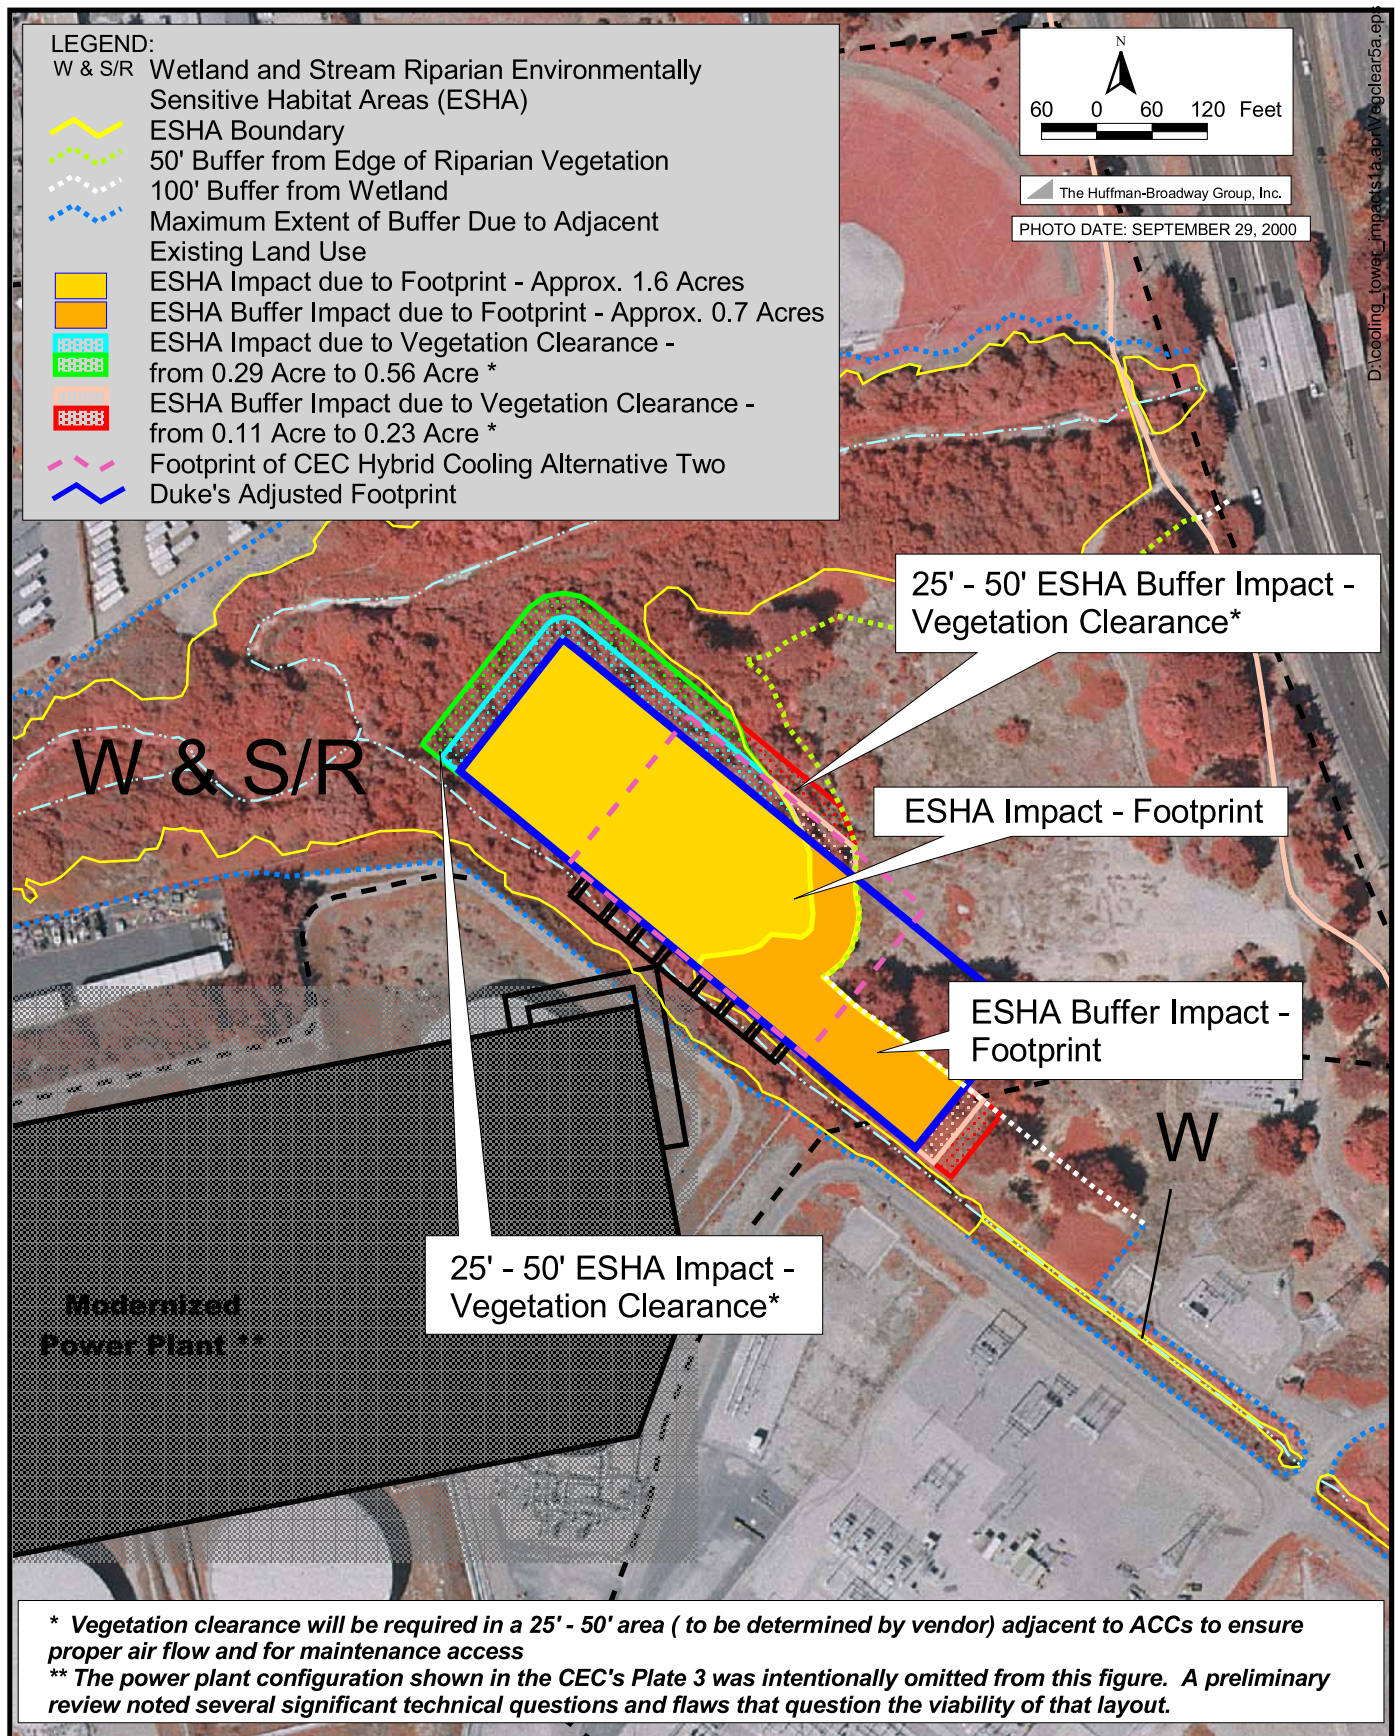 LEGEND:
W & S/R Wetland and Stream Riparian Environmentally
Sensitive Habitat Areas (ESHA)
ESHA Boundary
50' Buffer from Edge of Riparian Vegetation
100' Buffer from Wetland
Maximum Extent of Buffer Due to Adjacent
Existing Land Use
ESHA Impact due to Footprint - Approx. 1.6 Acres
ESHA Buffer Impact due to Footprint - Approx. 0.7 Acres
ESHA Impact due to Vegetation Clearance -
from 0.29 Acre to 0.56 Acre *
ESHA Buffer Impact due to Vegetation Clearance -
from 0.11 Acre to 0.23 Acre *
Footprint of CEC Hybrid Cooling Alternative Two
Duke's Adjusted Footprint
N
60 0 60 120 Feet
The Huffman-Broadway Group, Inc.
PHOTO DATE: SEPTEMBER 29, 2000
D:\cooling_tower_impacts1a.apr\Vegclear5a.eps
25' - 50' ESHA Buffer Impact -
Vegetation Clearance*
W & S/R
ESHA Impact - Footprint
ESHA Buffer Impact -
Footprint
W
25' - 50' ESHA Impact -
Vegetation Clearance*
Modernized
Power Plant **
* Vegetation clearance will be required in a 25' - 50' area ( to be determined by vendor) adjacent to ACCs to ensure
proper air flow and for maintenance access
** The power plant configuration shown in the CEC's Plate 3 was intentionally omitted from this figure. A preliminary
review noted several significant technical questions and flaws that question the viability of that layout.